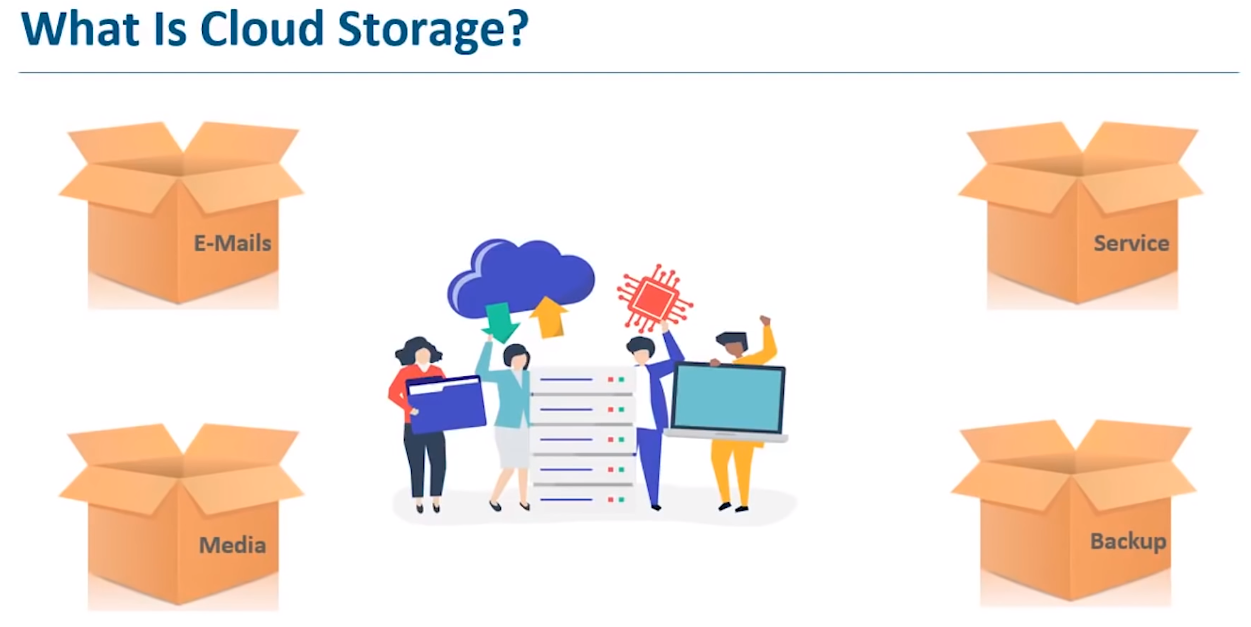 What Is Cloud Storage?
E-Mails
Service
Media
Backup